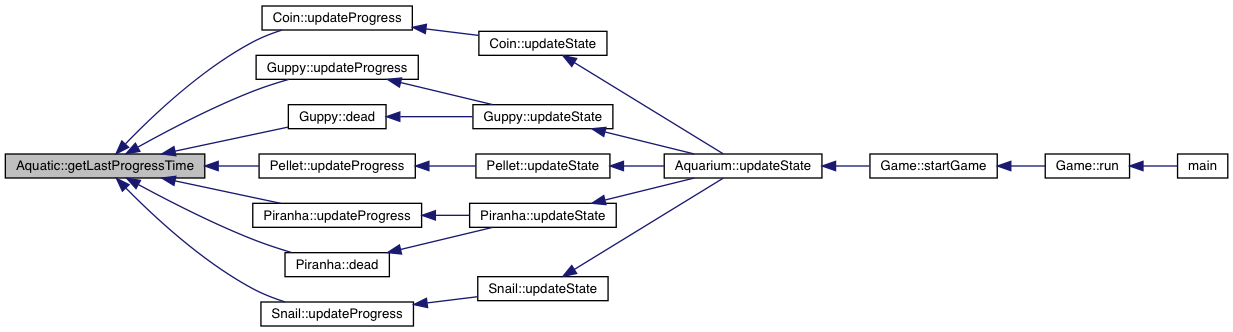 Coin::updateProgress
Coin::updateState
Guppy::updateProgress
Guppy::dead
Guppy::updateState
Aquatic::getLastProgressTime
Pellet::updateProgress
Pellet::updateState
Aquarium::updateState
Game::startGame
Game::run
main
Piranha::updateProgress
Piranha::updateState
Piranha::dead
Snail::updateState
Snail::updateProgress